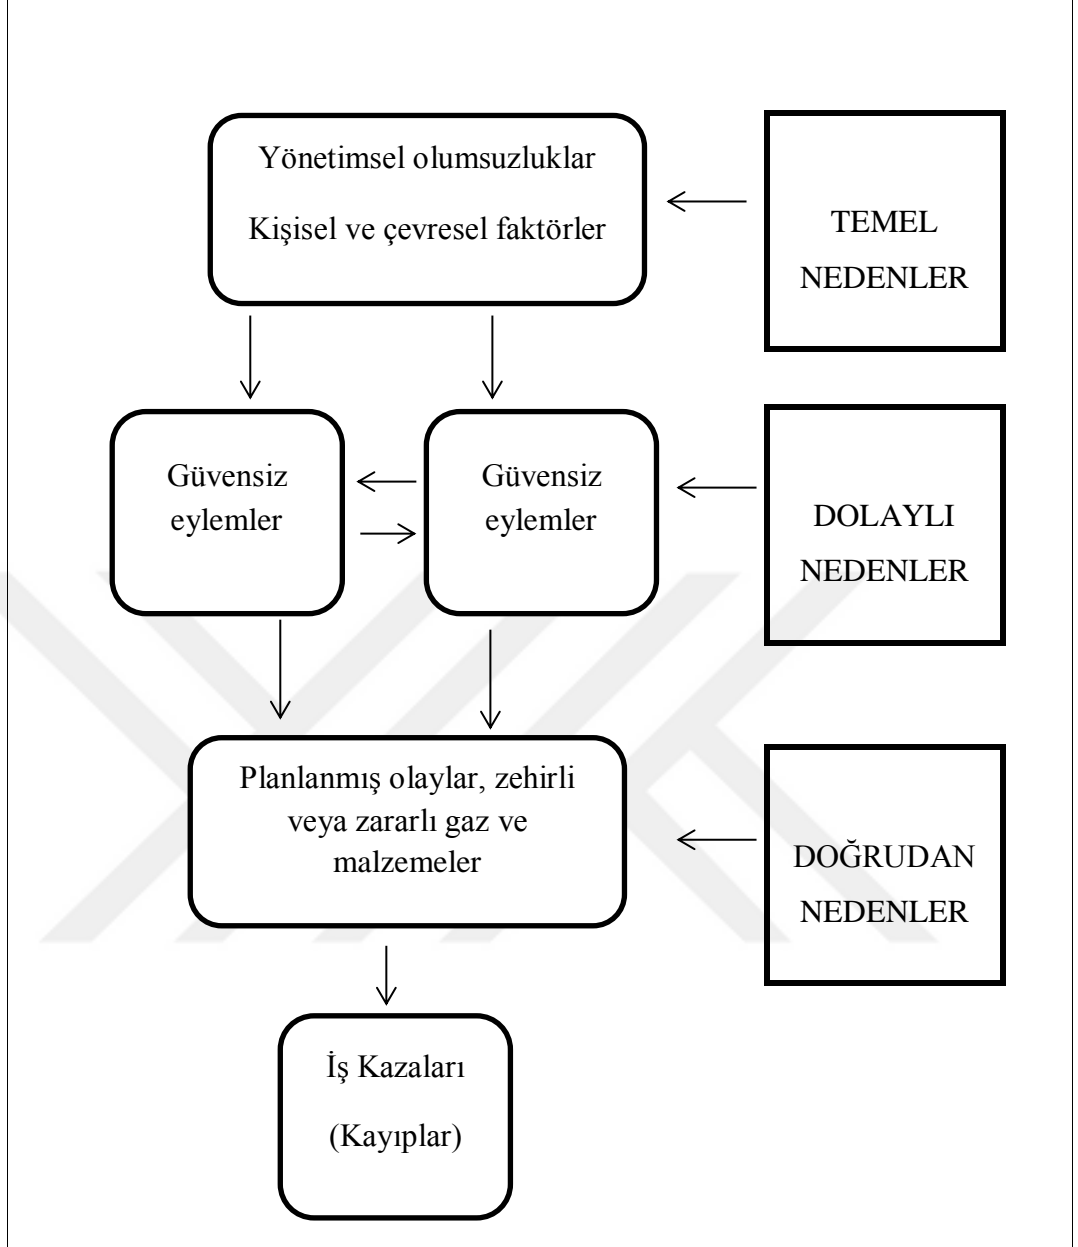 Yönetimsel olumsuzluklar
Kişisel ve çevresel faktörler
TEMEL
NEDENLER
Güvensiz
eylemler
Güvensiz
eylemler
DOLAYLI
NEDENLER
Planlanmış olaylar, zehirli
veya zararlı gaz ve
malzemeler
DOĞRUDAN
NEDENLER
İş Kazaları
(Kayıplar)